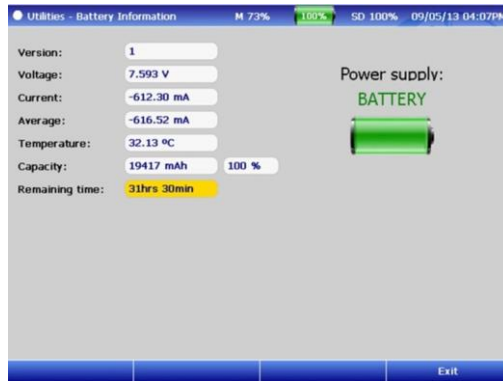 Utilities - Battery Information M 73% 100% SD 100% 09/05/13 04:07PM
Version: 1
Voltage: 7.593 V
Current: -612.30 mA
Average: -616.52 mA
Temperature: 32.13 ºC
Capacity: 19417 mAh 100 %
Remaining time: 31hrs 30min
Power supply:
BATTERY
Exit